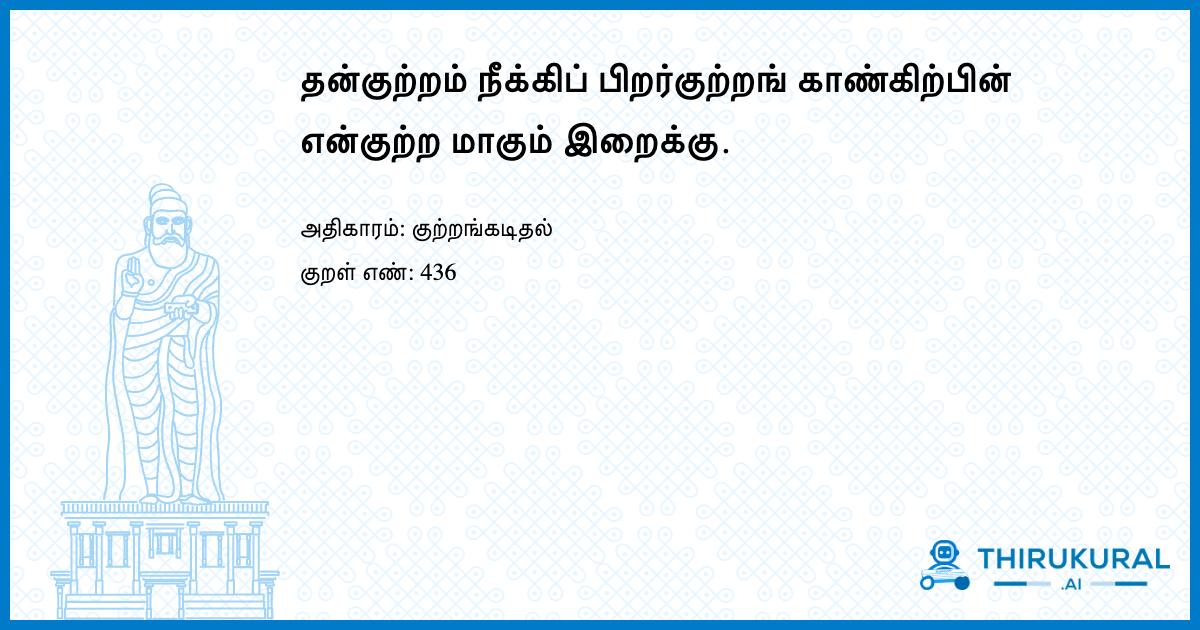 தன்குற்றம் நீக்கிப் பிறர்குற்றங் காண்கிற்பின்
என்குற்ற மாகும் இறைக்கு.
அதிகாரம்: குற்றங்கடிதல்
குறள் எண்: 436
THIRUKURAL
.AI